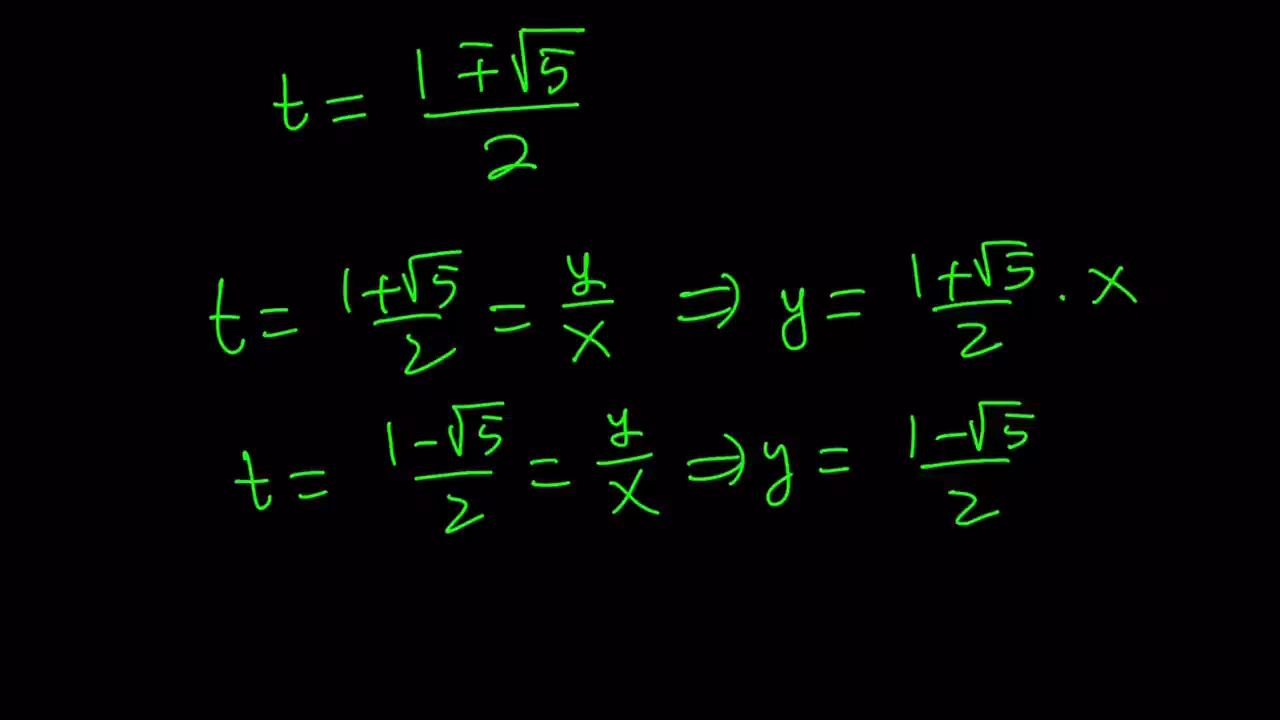 t = (1 ∓ √5)/2
t = (1+√5)/2 = y/x ⇒ y = (1+√5)/2 . x
t = (1-√5)/2 = y/x ⇒ y = (1-√5)/2